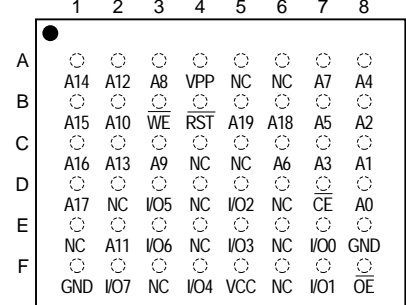 1 2 3 4 5 6 7 8
A
A14 A12 A8 VPP NC NC A7 A4
B
A15 A10 WE RST A19 A18 A5 A2
C
A16 A13 A9 NC NC A6 A3 A1
D
A17 NC I/O5 NC I/O2 NC CE A0
E
NC A11 I/O6 NC I/O3 NC I/O0 GND
F
GND I/O7 NC I/O4 VCC NC I/O1 OE